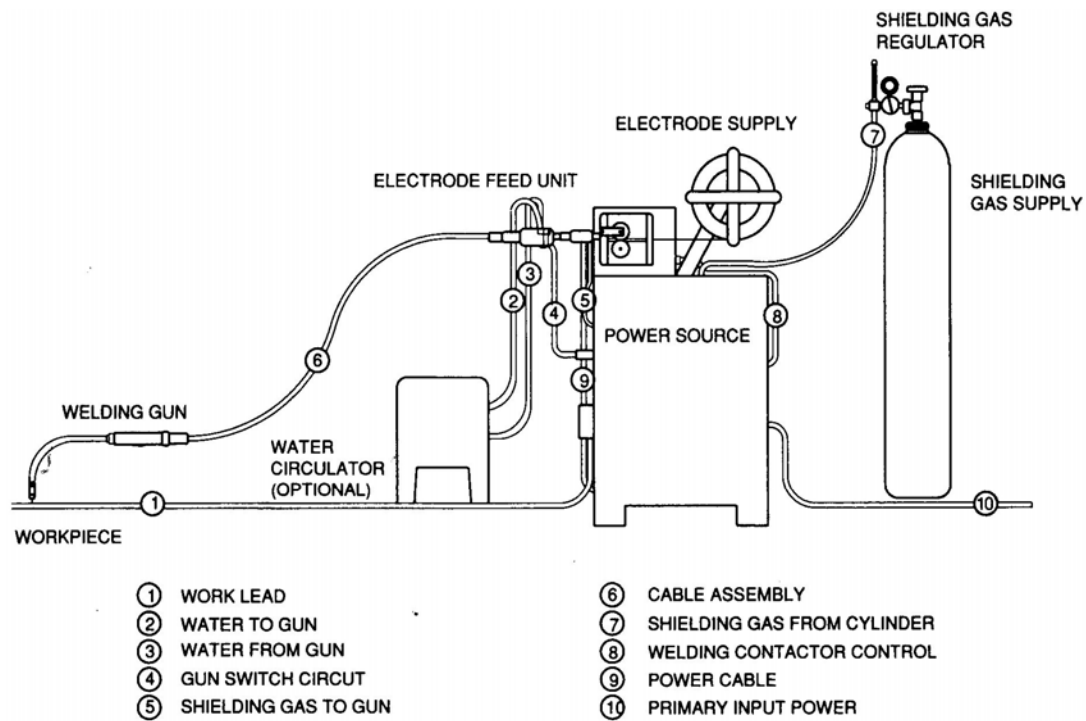 SHIELDING GAS
REGULATOR
ELECTRODE SUPPLY
7
ELECTRODE FEED UNIT
SHIELDING
GAS SUPPLY
3
2
5
4
8
POWER SOURCE
6
9
WELDING GUN
WATER
CIRCULATOR
(OPTIONAL)
1
10
WORKPIECE
1 WORK LEAD
2 WATER TO GUN
3 WATER FROM GUN
4 GUN SWITCH CIRCUT
5 SHIELDING GAS TO GUN
6 CABLE ASSEMBLY
7 SHIELDING GAS FROM CYLINDER
8 WELDING CONTACTOR CONTROL
9 POWER CABLE
10 PRIMARY INPUT POWER